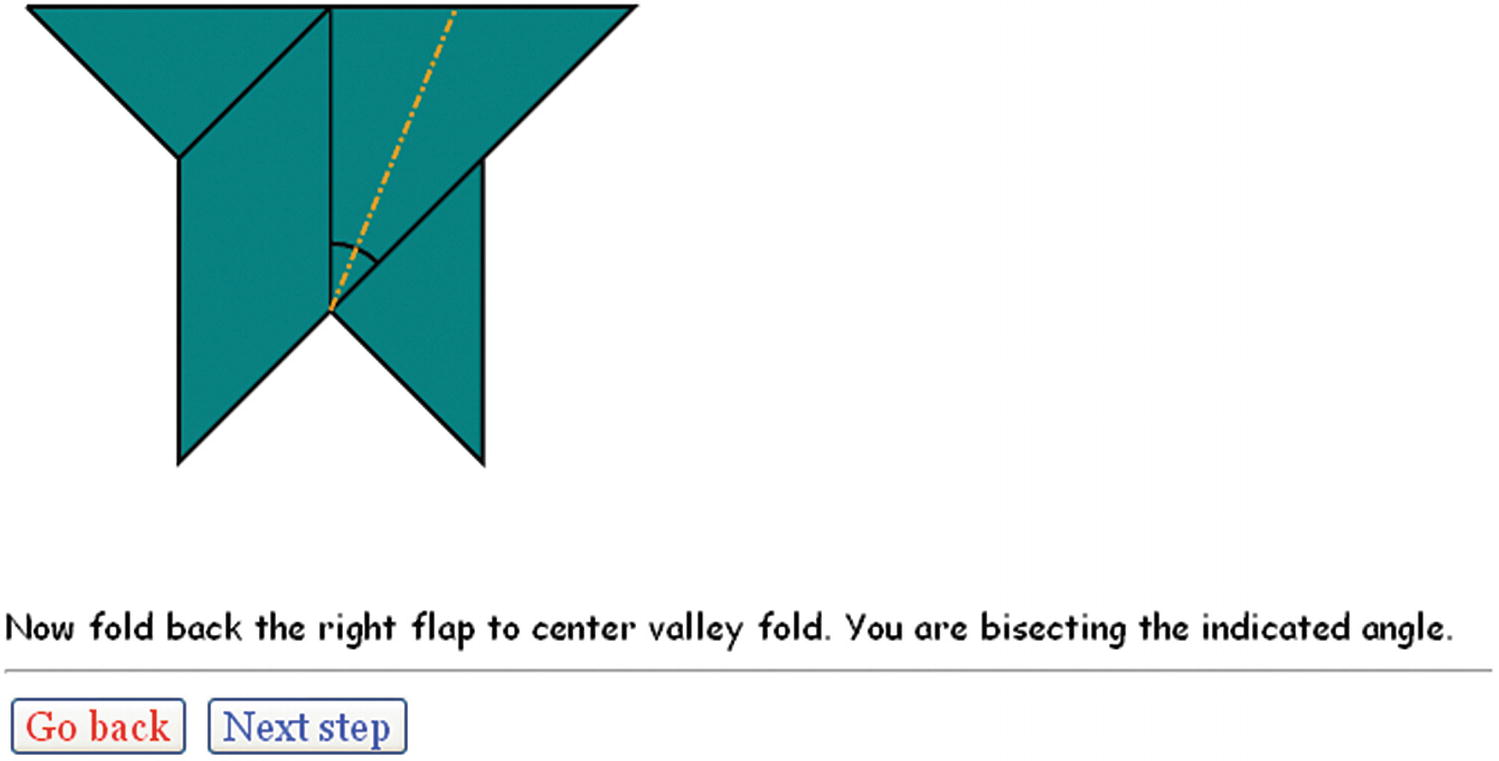 Now fold back the right flap to center valley fold. You are bisecting the indicated angle.
Go back Next step